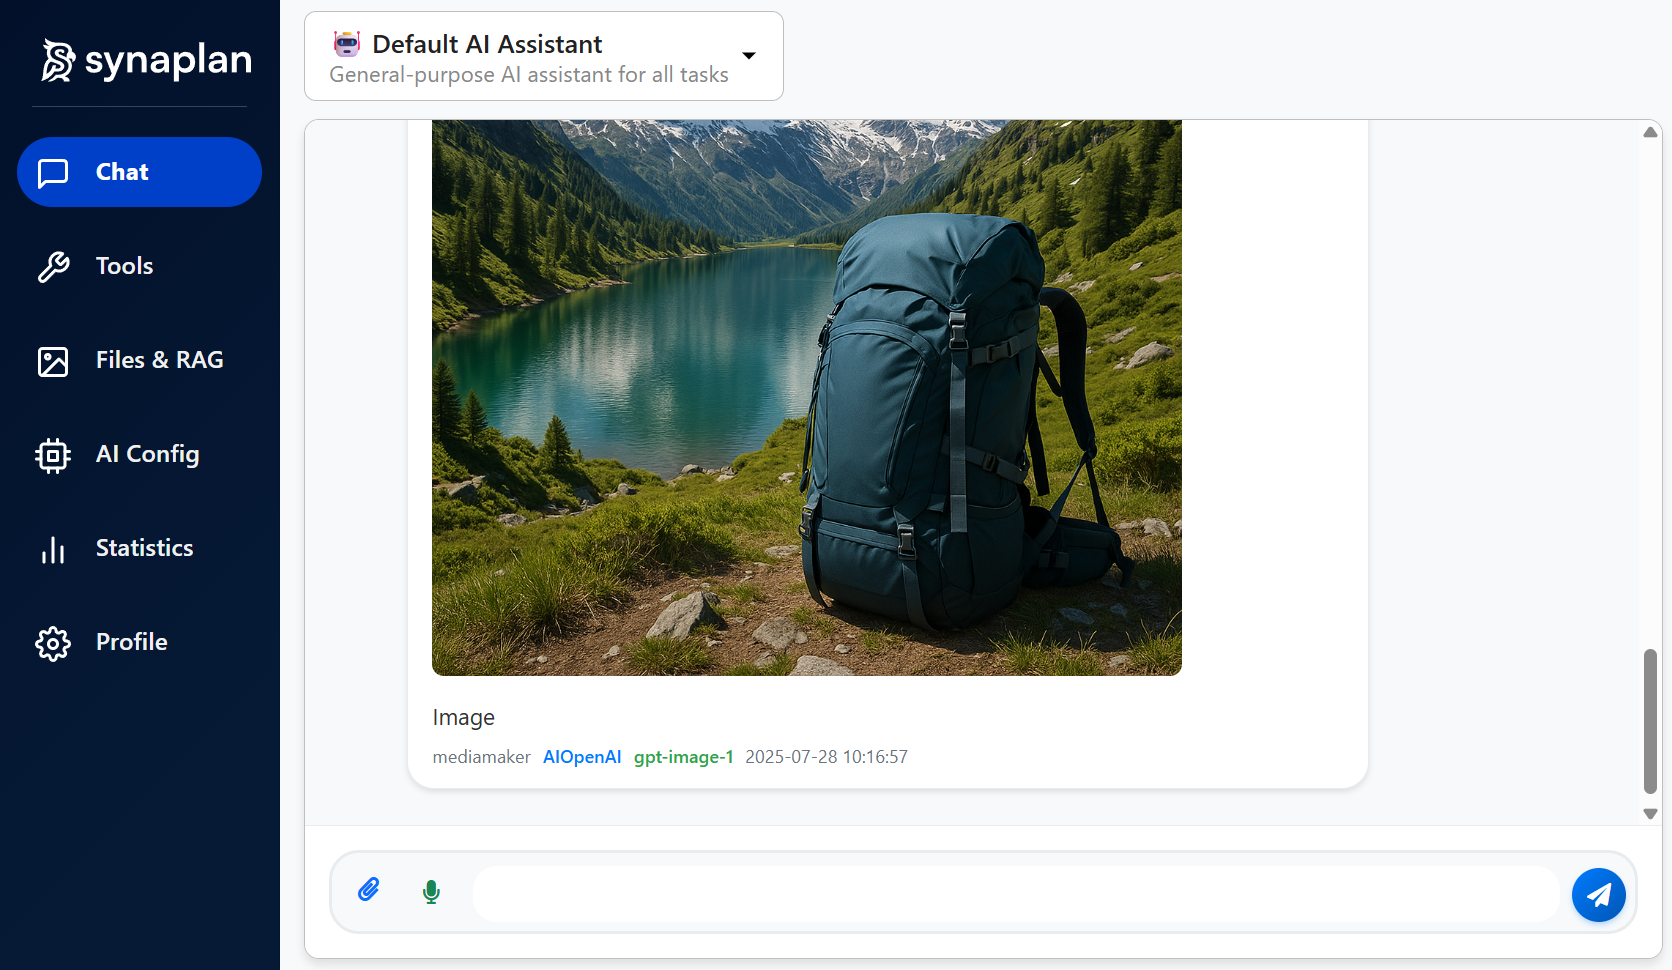 synaplan
Default AI Assistant
General-purpose AI assistant for all tasks
Chat
Tools
Files & RAG
AI Config
Statistics
Profile
Image
mediamaker AIOpenAI gpt-image-1 2025-07-28 10:16:57